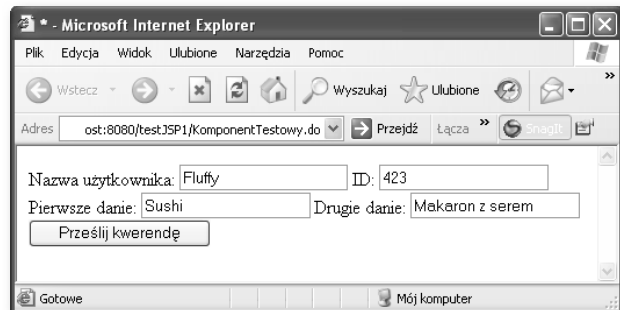 * - Microsoft Internet Explorer
Plik Edycja Widok Ulubione Narzędzia Pomoc
Wstecz Wyszukaj Ulubione »
Adres ost:8080/testJSP1/KomponentTestowy.do Przejdź Łącza » SnagIt
Nazwa użytkownika: Fluffy ID: 423
Pierwsze danie: Sushi Drugie danie: Makaron z serem
Prześlij kwerendę
Gotowe Mój komputer